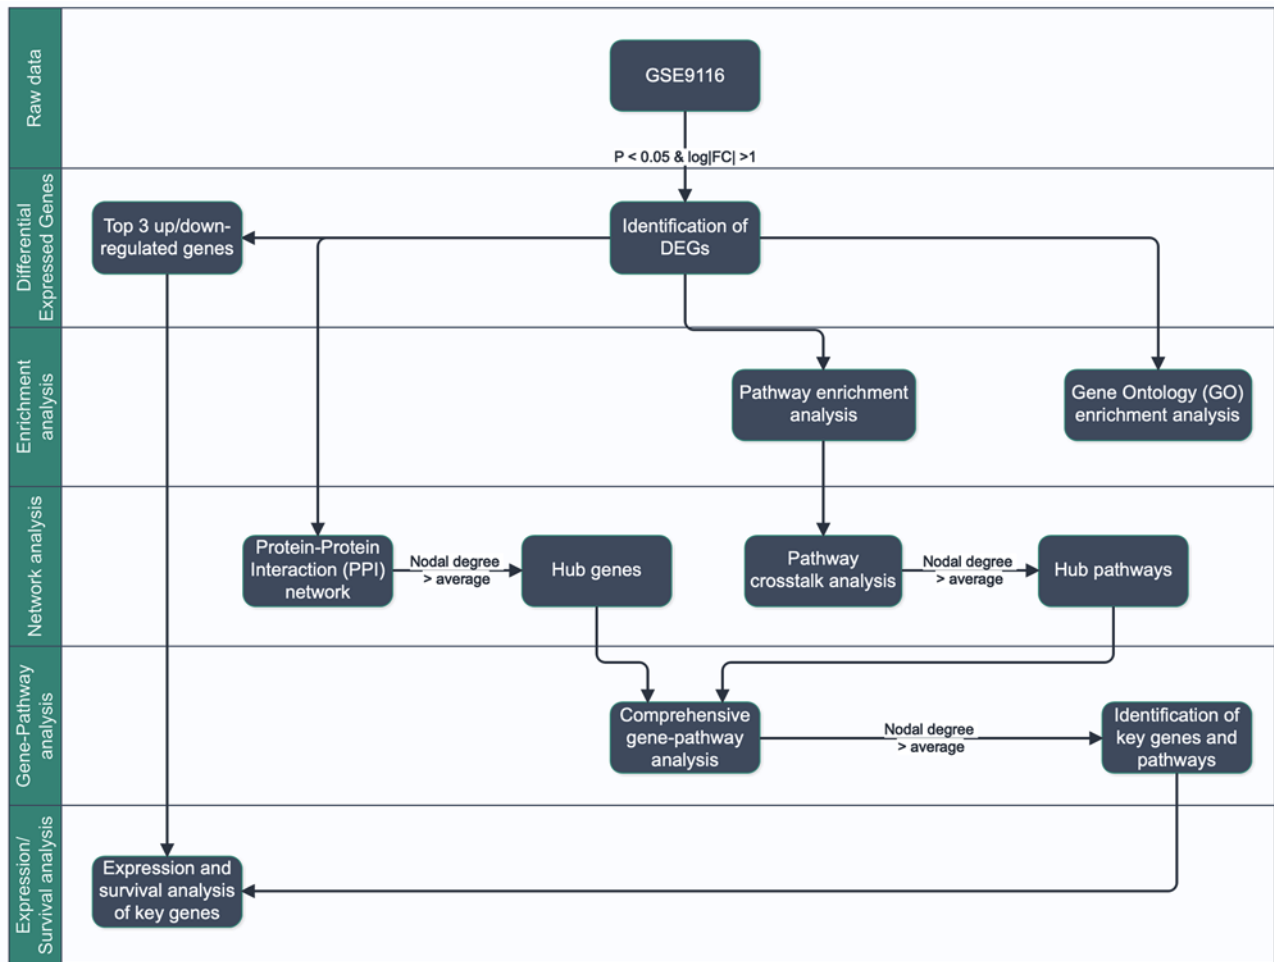 Raw data
GSE9116
P < 0.05 & log|FC| >1
Differential
Expressed Genes
Top 3 up/down-
regulated genes
Identification of
DEGs
Enrichment
analysis
Pathway enrichment
analysis
Gene Ontology (GO)
enrichment analysis
Network analysis
Protein-Protein
Interaction (PPI)
network
Nodal degree
> average
Hub genes
Pathway
crosstalk analysis
Nodal degree
> average
Hub pathways
Gene-Pathway
analysis
Comprehensive
gene-pathway
analysis
Nodal degree
> average
Identification of
key genes and
pathways
Expression/
Survival analysis
Expression and
survival analysis
of key genes